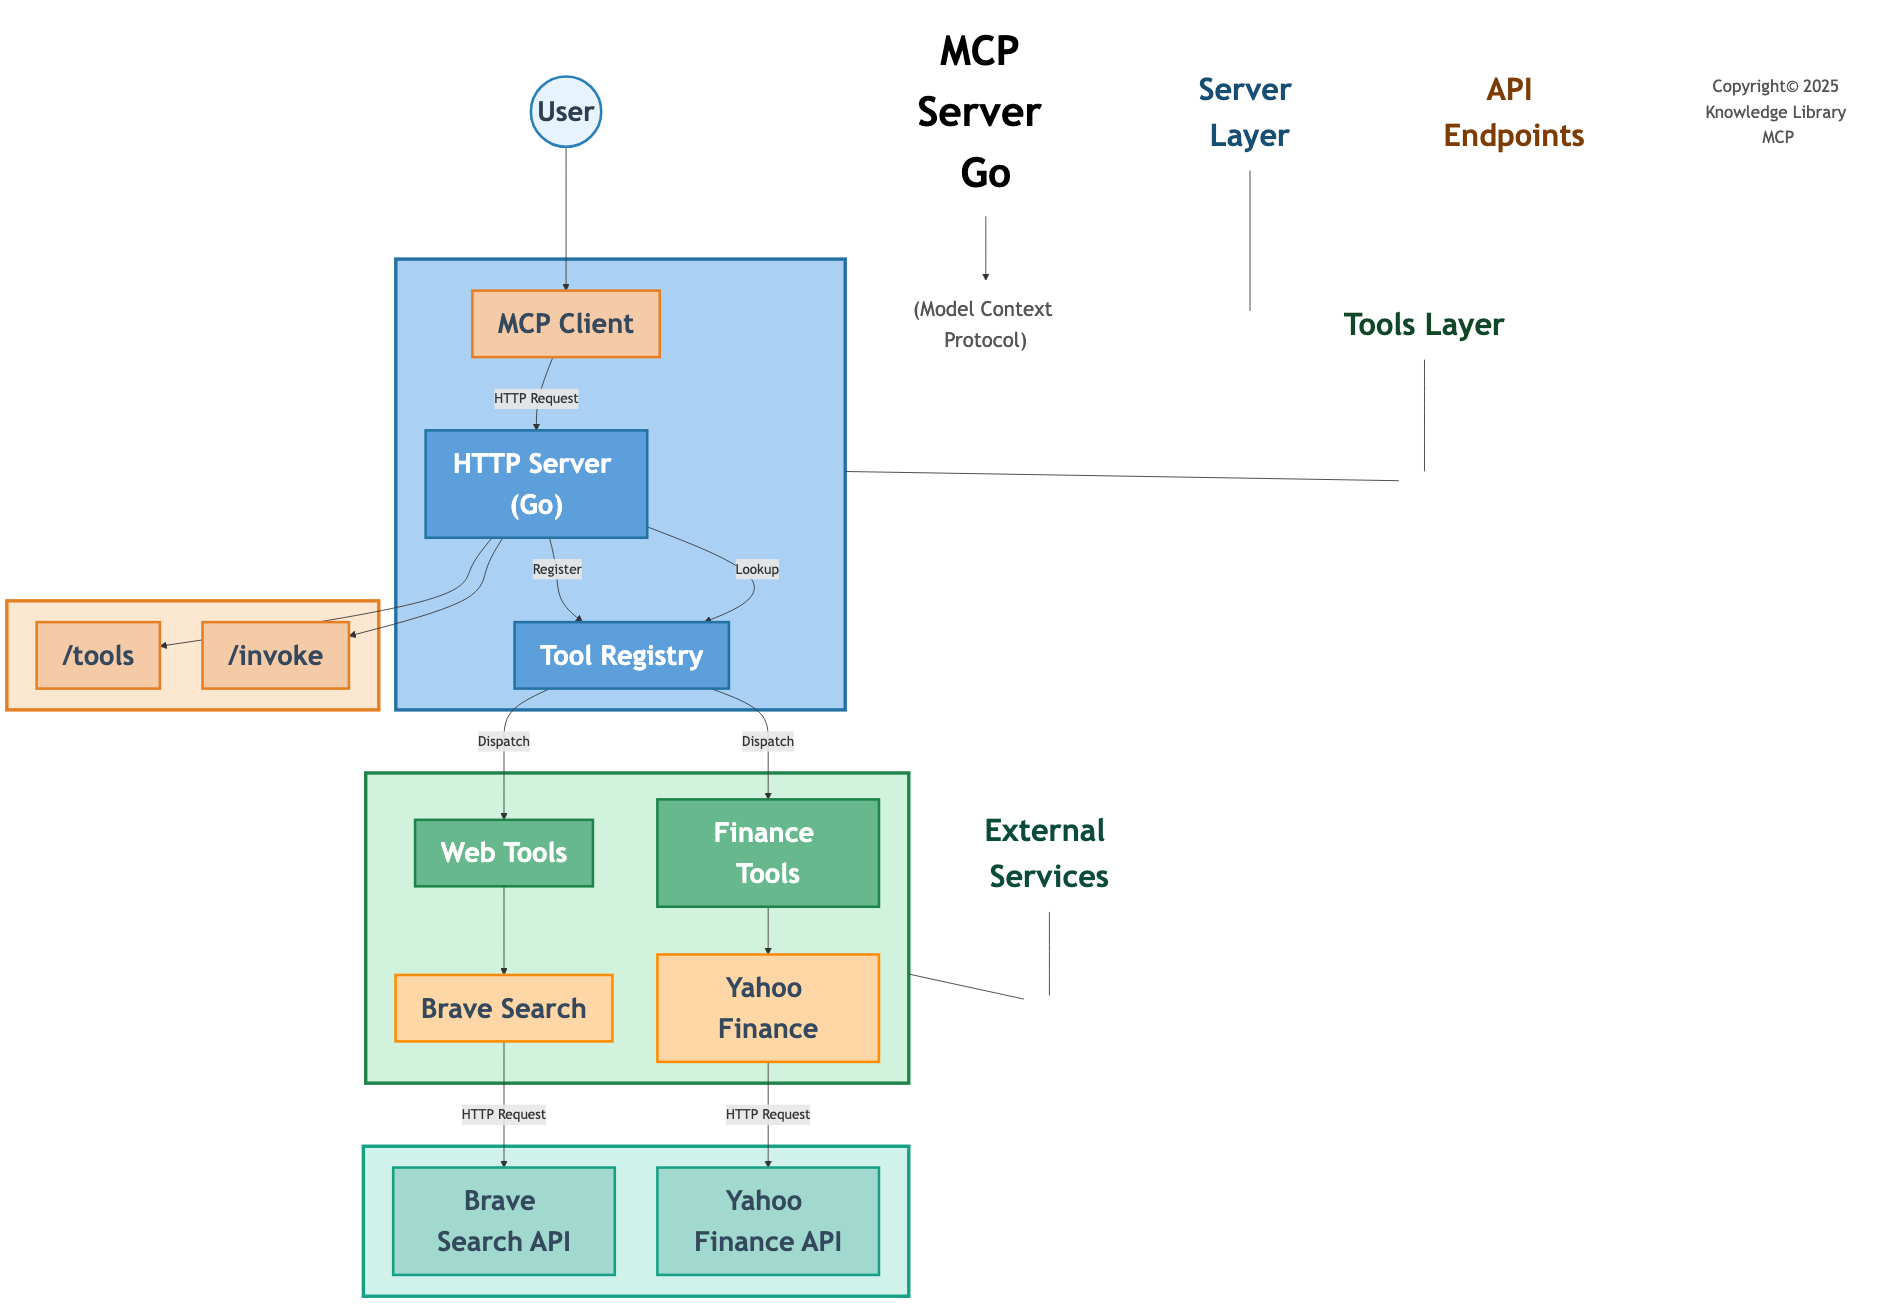 MCP
Server
Go
Server
Layer
API
Endpoints
Copyright© 2025
Knowledge Library
MCP
User
(Model Context
Protocol)
MCP Client
Tools Layer
HTTP Request
HTTP Server
(Go)
Register
Lookup
/tools
/invoke
Tool Registry
Dispatch
Dispatch
Web Tools
Finance
Tools
External
Services
Brave Search
Yahoo
Finance
HTTP Request
HTTP Request
Brave
Search API
Yahoo
Finance API